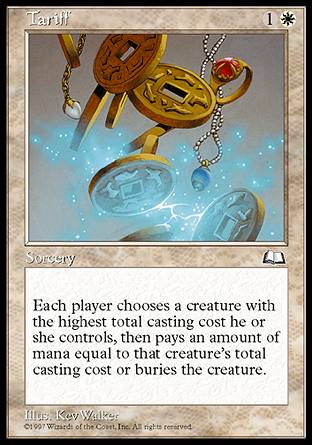 Tariff 1
Sorcery
Each player chooses a creature with
the highest total casting cost he or
she controls, then pays an amount of
mana equal to that creature's total
casting cost or buries the creature.
Illus. Kev Walker
©1997 Wizards of the Coast, Inc. All rights reserved.